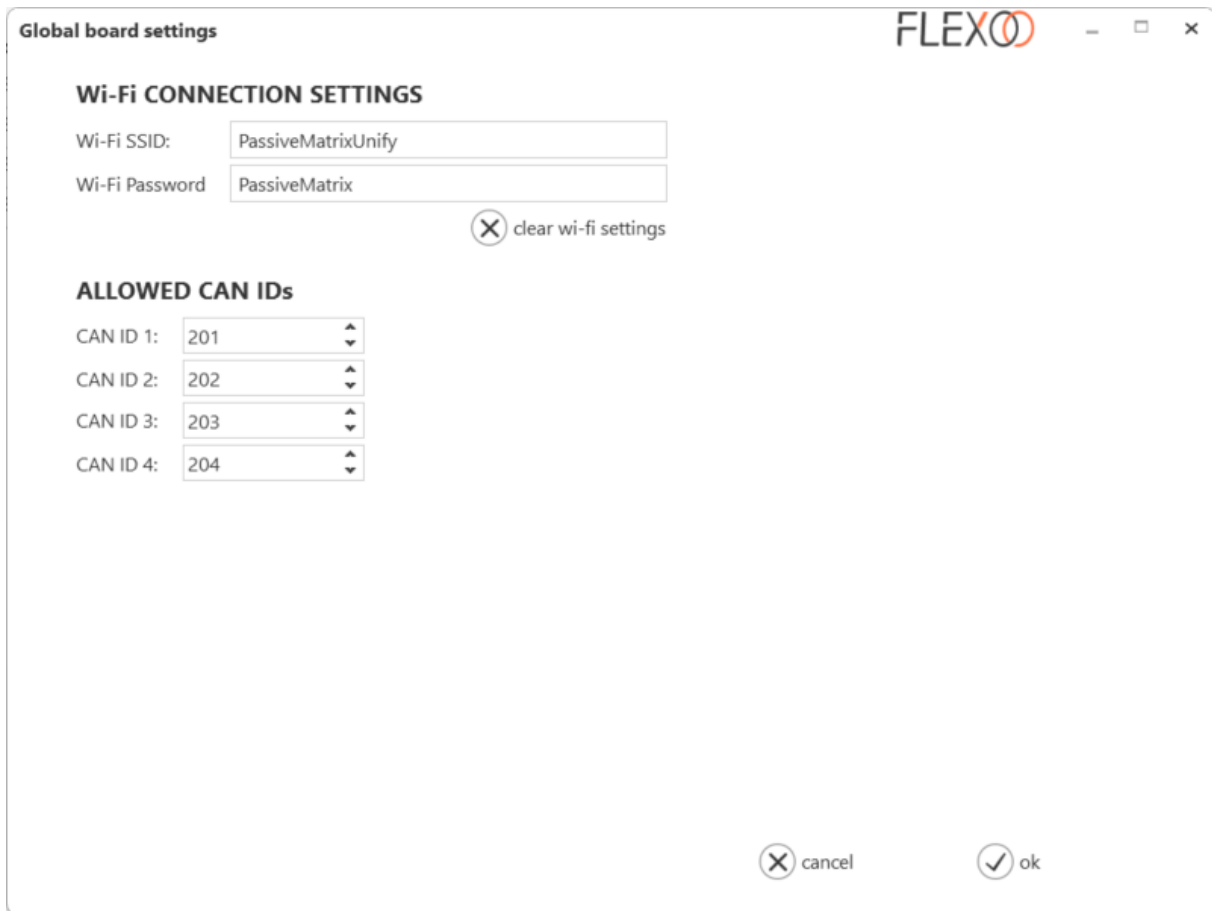 Global board settings FLEXOO
Wi-Fi CONNECTION SETTINGS
Wi-Fi SSID: PassiveMatrixUnify
Wi-Fi Password PassiveMatrix
clear wi-fi settings
ALLOWED CAN IDs
CAN ID 1: 201
CAN ID 2: 202
CAN ID 3: 203
CAN ID 4: 204
cancel ok